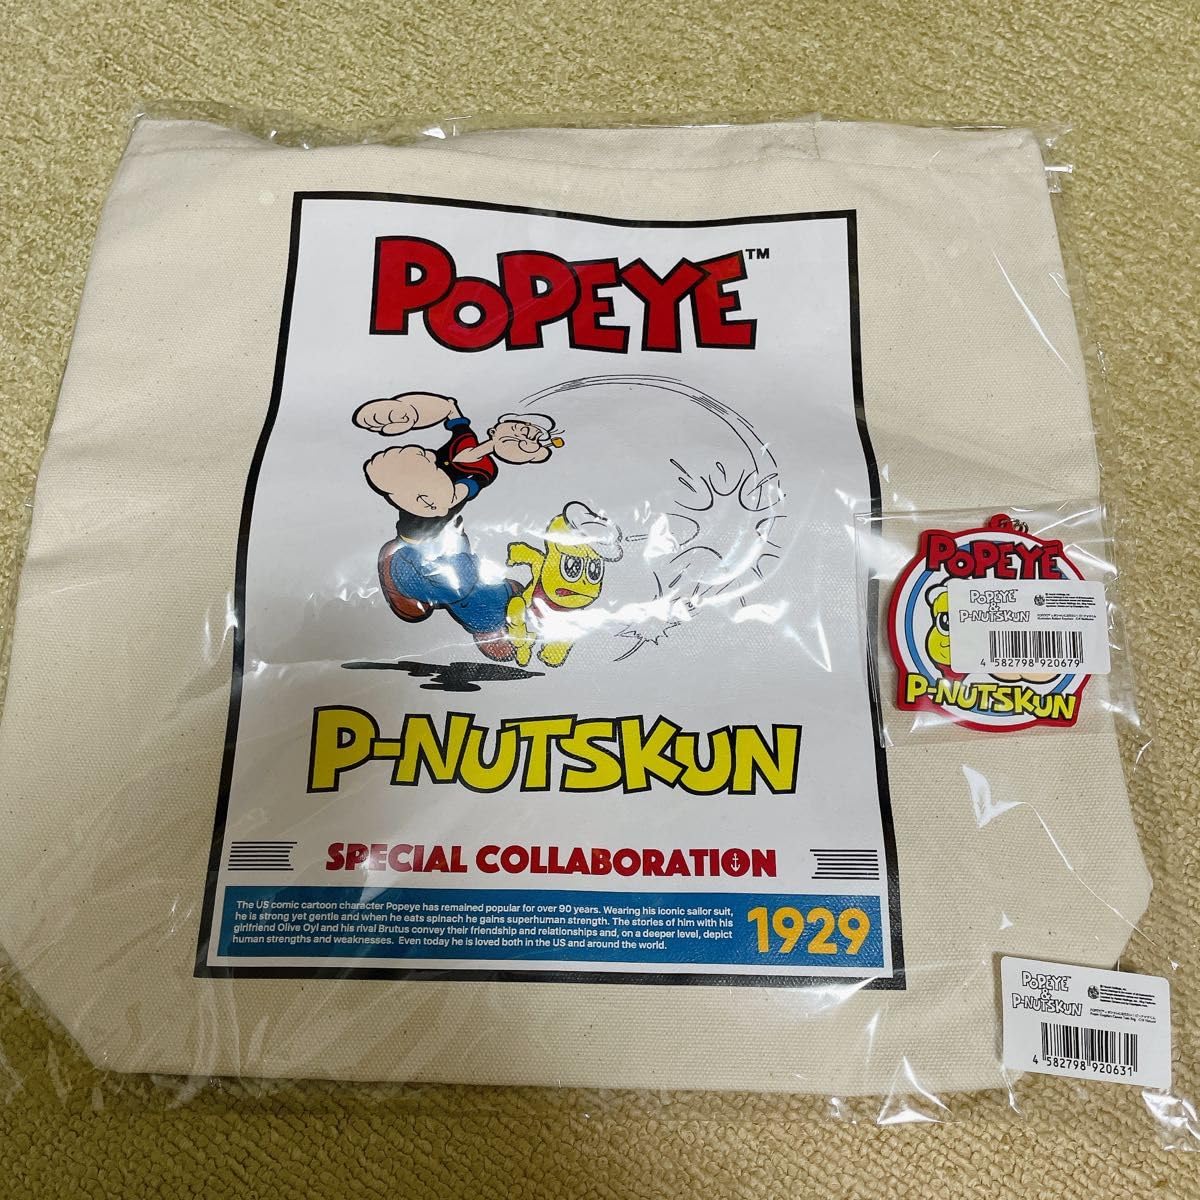 POPEYE™
P-NUTSKUN
SPECIAL COLLABORATION
The US comic cartoon character Popeye has remained popular for over 90 years. Wearing his iconic sailor suit,
he is strong yet gentle and when he eats spinach he gains superhuman strength. The stories of him with his
girlfriend Olive Oyl and his rival Brutus convey their friendship and relationships and, on a deeper level, depict
human strengths and weaknesses. Even today he is loved both in the US and around the world.
1929
POPEYE
POPEYE
&
P-NUTSKUN
4 582798 920679
P-NUTSKUN
POPEYE
&
P-NUTSKUN
4 582798 920631